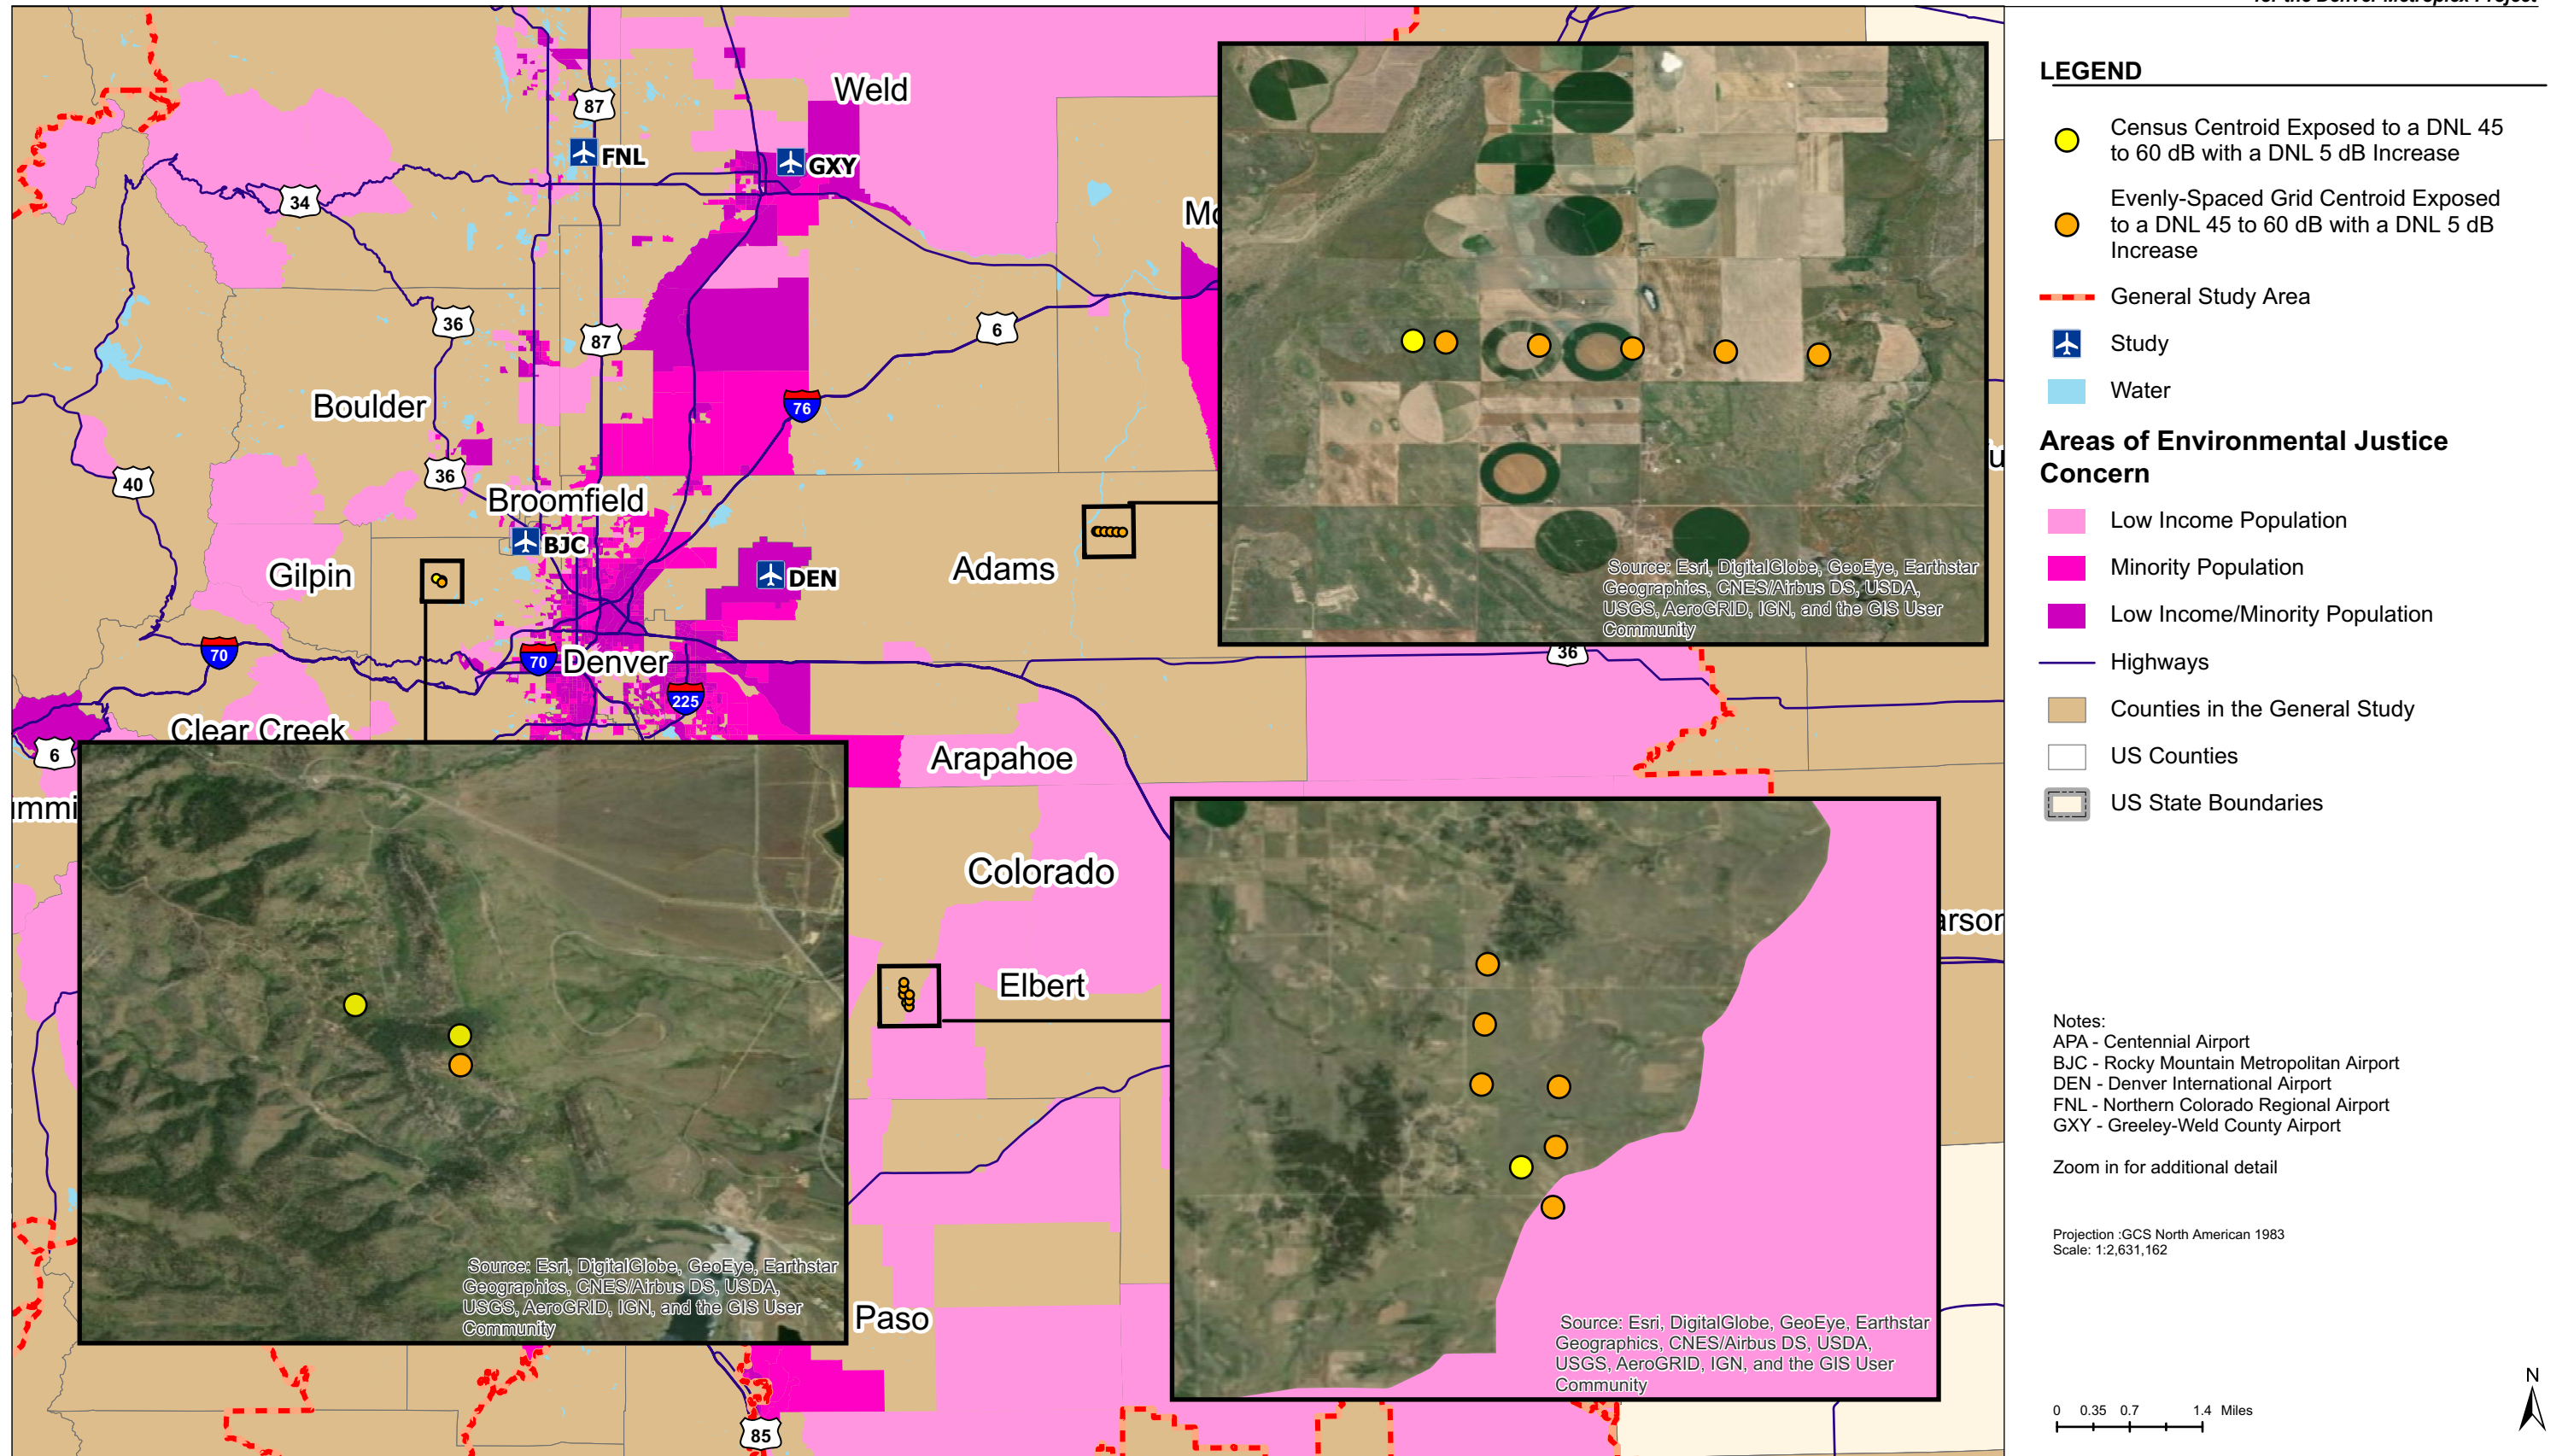 for the Denver Metroplex Project
Weld
87
FNL
GXY
34
36
87
6
Boulder
76
40
36
Broomfield
BJC
DEN
Gilpin
Adams
70
70
Denver
225
36
Clear Creek
6
Arapahoe
Colorado
Elbert
Paso
85
Source: Esri, DigitalGlobe, GeoEye, Earthstar
Geographics, CNES/Airbus DS, USDA,
USGS, AeroGRID, IGN, and the GIS User
Community
Source: Esri, DigitalGlobe, GeoEye, Earthstar
Geographics, CNES/Airbus DS, USDA,
USGS, AeroGRID, IGN, and the GIS User
Community
Source: Esri, DigitalGlobe, GeoEye, Earthstar
Geographics, CNES/Airbus DS, USDA,
USGS, AeroGRID, IGN, and the GIS User
Community
LEGEND
Census Centroid Exposed to a DNL 45
to 60 dB with a DNL 5 dB Increase
Evenly-Spaced Grid Centroid Exposed
to a DNL 45 to 60 dB with a DNL 5 dB
Increase
General Study Area
Study
Water
Areas of Environmental Justice
Concern
Low Income Population
Minority Population
Low Income/Minority Population
Highways
Counties in the General Study
US Counties
US State Boundaries
Notes:
APA - Centennial Airport
BJC - Rocky Mountain Metropolitan Airport
DEN - Denver International Airport
FNL - Northern Colorado Regional Airport
GXY - Greeley-Weld County Airport
Zoom in for additional detail
Projection :GCS North American 1983
Scale: 1:2,631,162
N
0 0.35 0.7 1.4 Miles